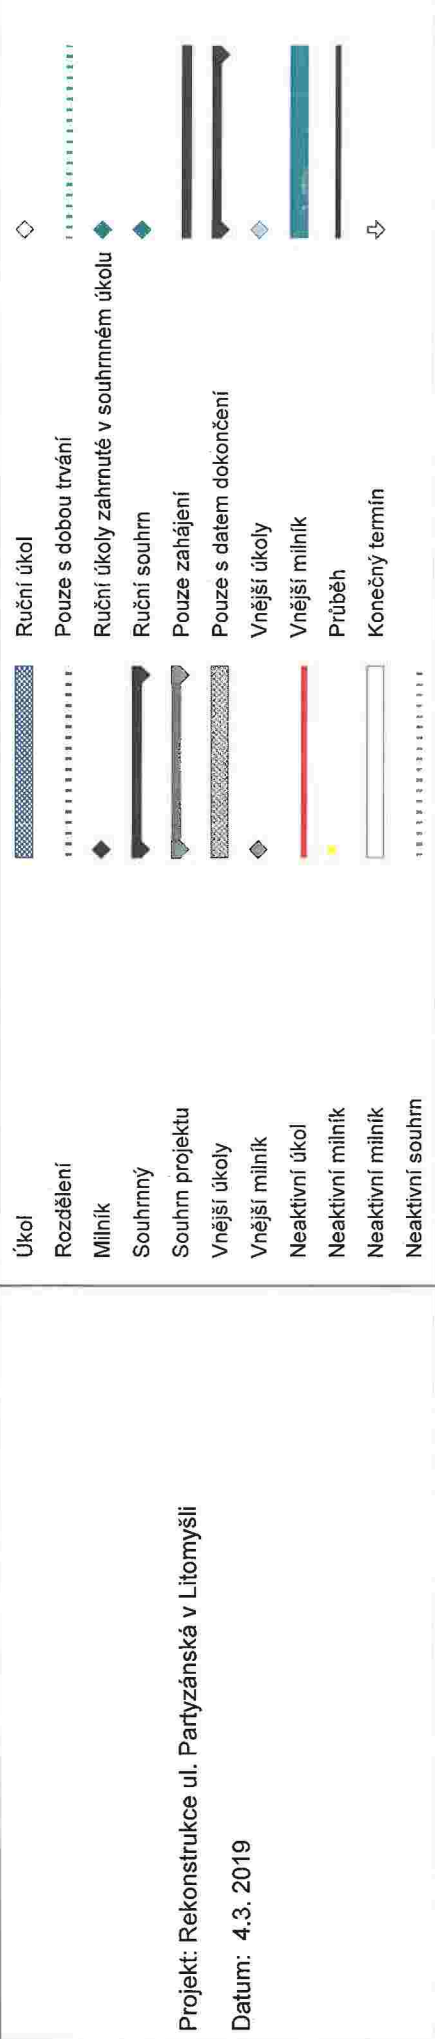 Projekt: Rekonstrukce ul. Partyzánská v Litomyšli
Datum: 4.3. 2019
Úkol
Rozdělení
Milník
Souhrnný
Souhrn projektu
Vnější úkoly
Vnější milník
Neaktivní úkol
Neaktivní milník
Neaktivní milník
Neaktivní souhrn
Ruční úkol
Pouze s dobou trvání
Ruční úkoly zahrnuté v souhrnném úkolu
Ruční souhrn
Pouze zahájení
Pouze s datem dokončení
Vnější úkoly
Vnější milník
Průběh
Konečný termín